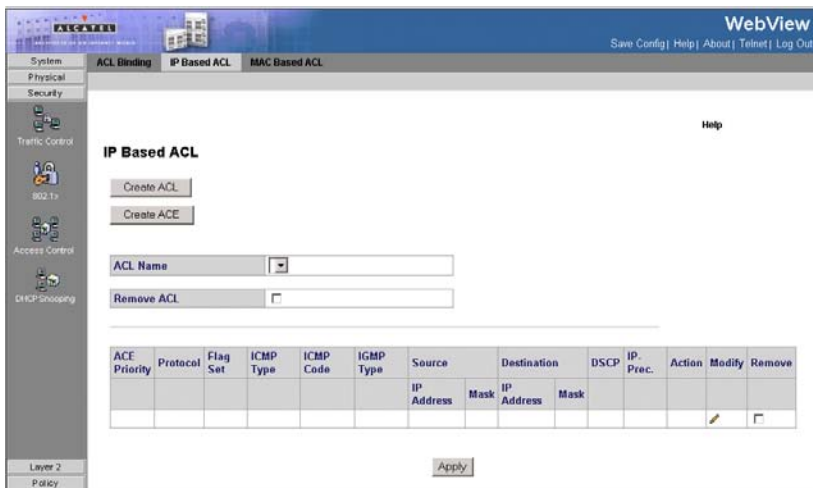 ALCATEL
WebView
Save Config | Help | About | Telnet | Log Out
System
Physical
Security
Traffic Control
802.1x
Access Control
DHCP Snooping
Layer 2
Policy
ACL Binding IP Based ACL MAC Based ACL
Help
IP Based ACL
Create ACL
Create ACE
ACL Name
Remove ACL
ACE Priority Protocol Flag Set ICMP Type ICMP Code IGMP Type Source Destination DSCP IP-Prec. Action Modify Remove
IP Address Mask IP Address Mask
Apply